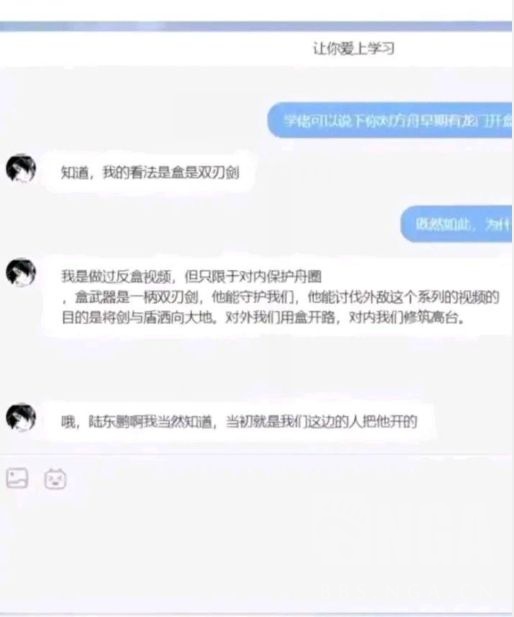 让你爱上学习
学佬可以说下你对方舟早期有龙门开盒
知道，我的看法是盒是双刃剑
既然如此，为什
我是做过反盒视频，但只限于对内保护舟圈
，盒武器是一柄双刃剑，他能守护我们，他能讨伐外敌这个系列的视频的
目的是将剑与盾洒向大地。对外我们用盒开路，对内我们修筑高台。
哦，陆东鹏啊我当然知道，当初就是我们这边的人把他开的